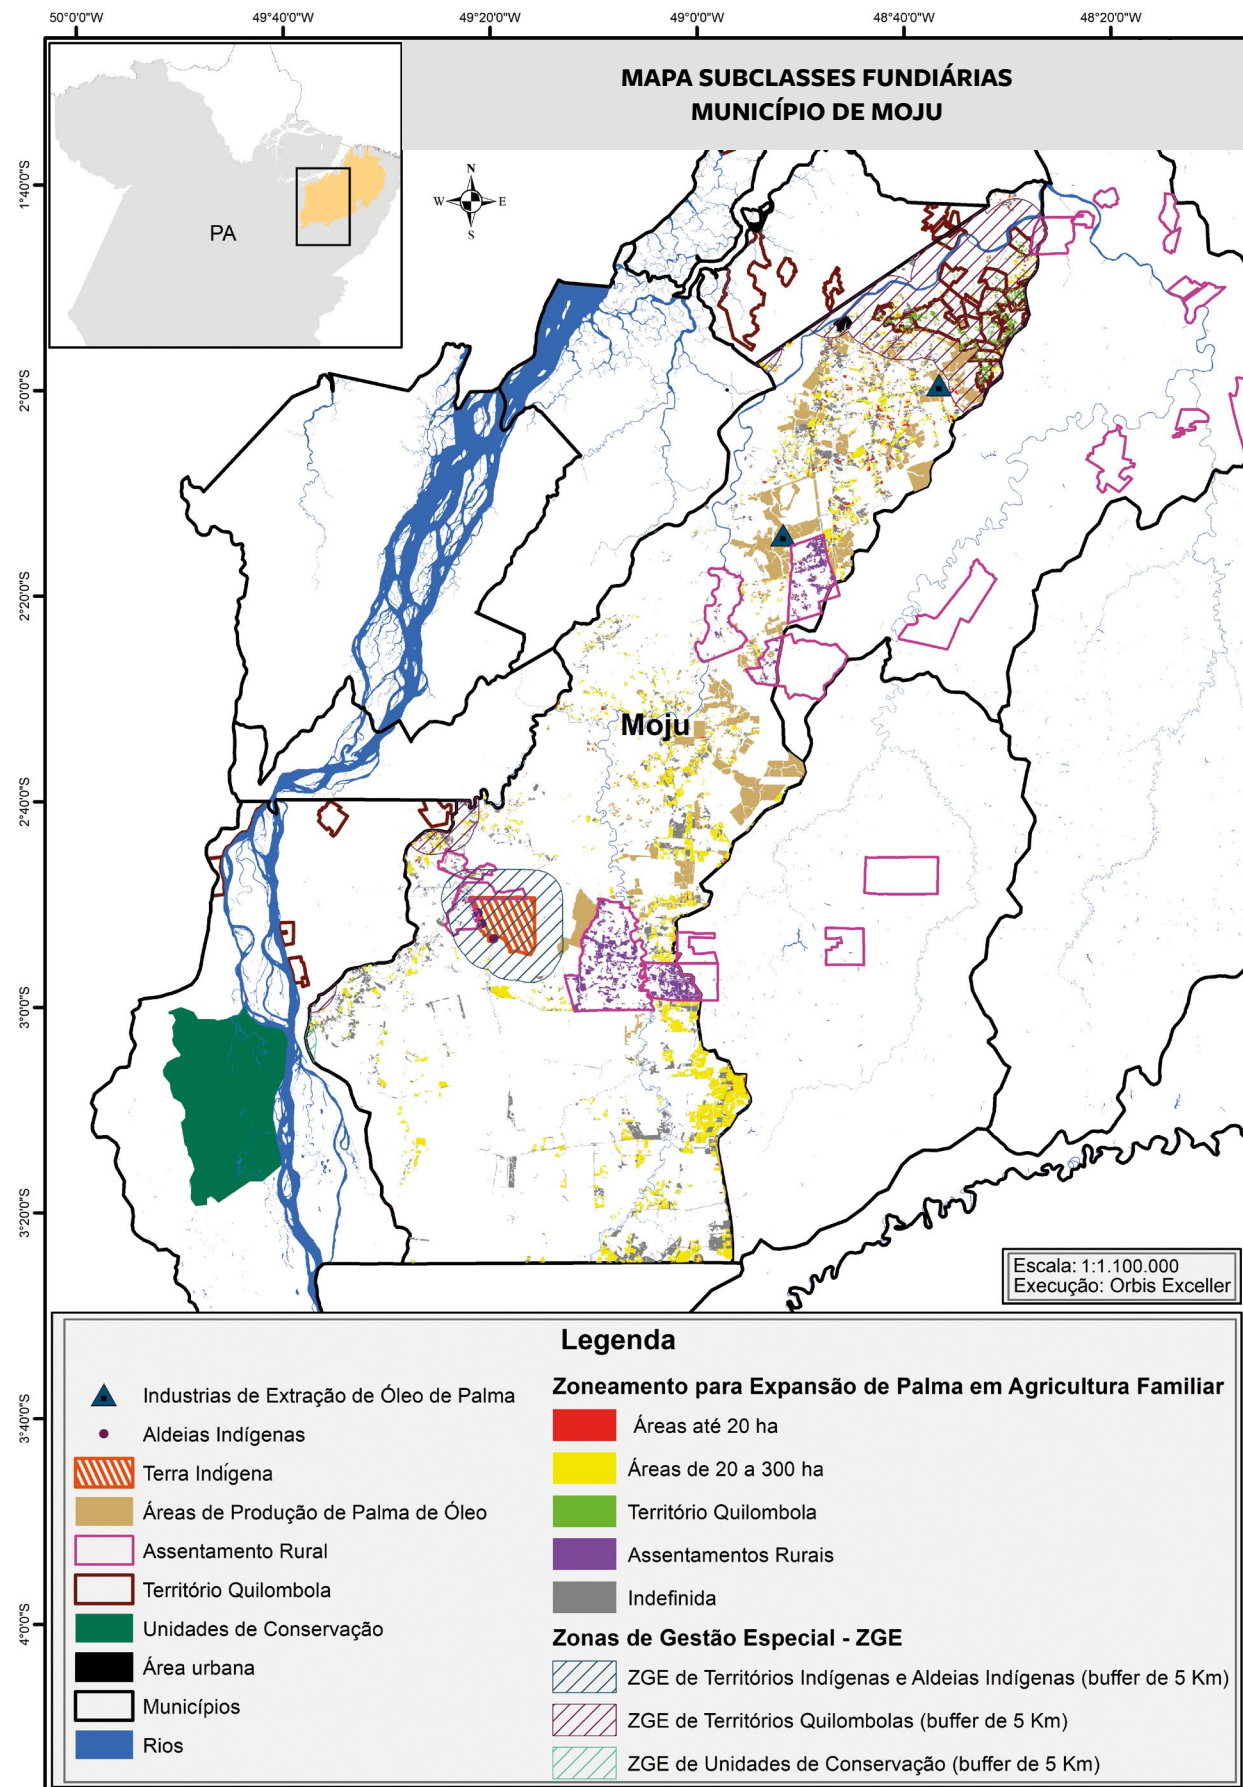 50°0'0"W
49°40'0"W
49°20'0"W
49°0'0"W
48°40'0"W
48°20'0"W
MAPA SUBCLASSES FUNDIÁRIAS
MUNICÍPIO DE MOJU
PA
N
W
E
S
1°40'0"S
2°0'0"S
2°20'0"S
Moju
2°40'0"S
3°0'0"S
3°20'0"S
3°40'0"S
4°0'0"S
Escala: 1:1.100.000
Execução: Orbis Exceller
Legenda
Industrias de Extração de Óleo de Palma
Aldeias Indígenas
Terra Indígena
Áreas de Produção de Palma de Óleo
Assentamento Rural
Território Quilombola
Unidades de Conservação
Área urbana
Municípios
Rios
Zoneamento para Expansão de Palma em Agricultura Familiar
Áreas até 20 ha
Áreas de 20 a 300 ha
Território Quilombola
Assentamentos Rurais
Indefinida
Zonas de Gestão Especial - ZGE
ZGE de Territórios Indígenas e Aldeias Indígenas (buffer de 5 Km)
ZGE de Territórios Quilombolas (buffer de 5 Km)
ZGE de Unidades de Conservação (buffer de 5 Km)